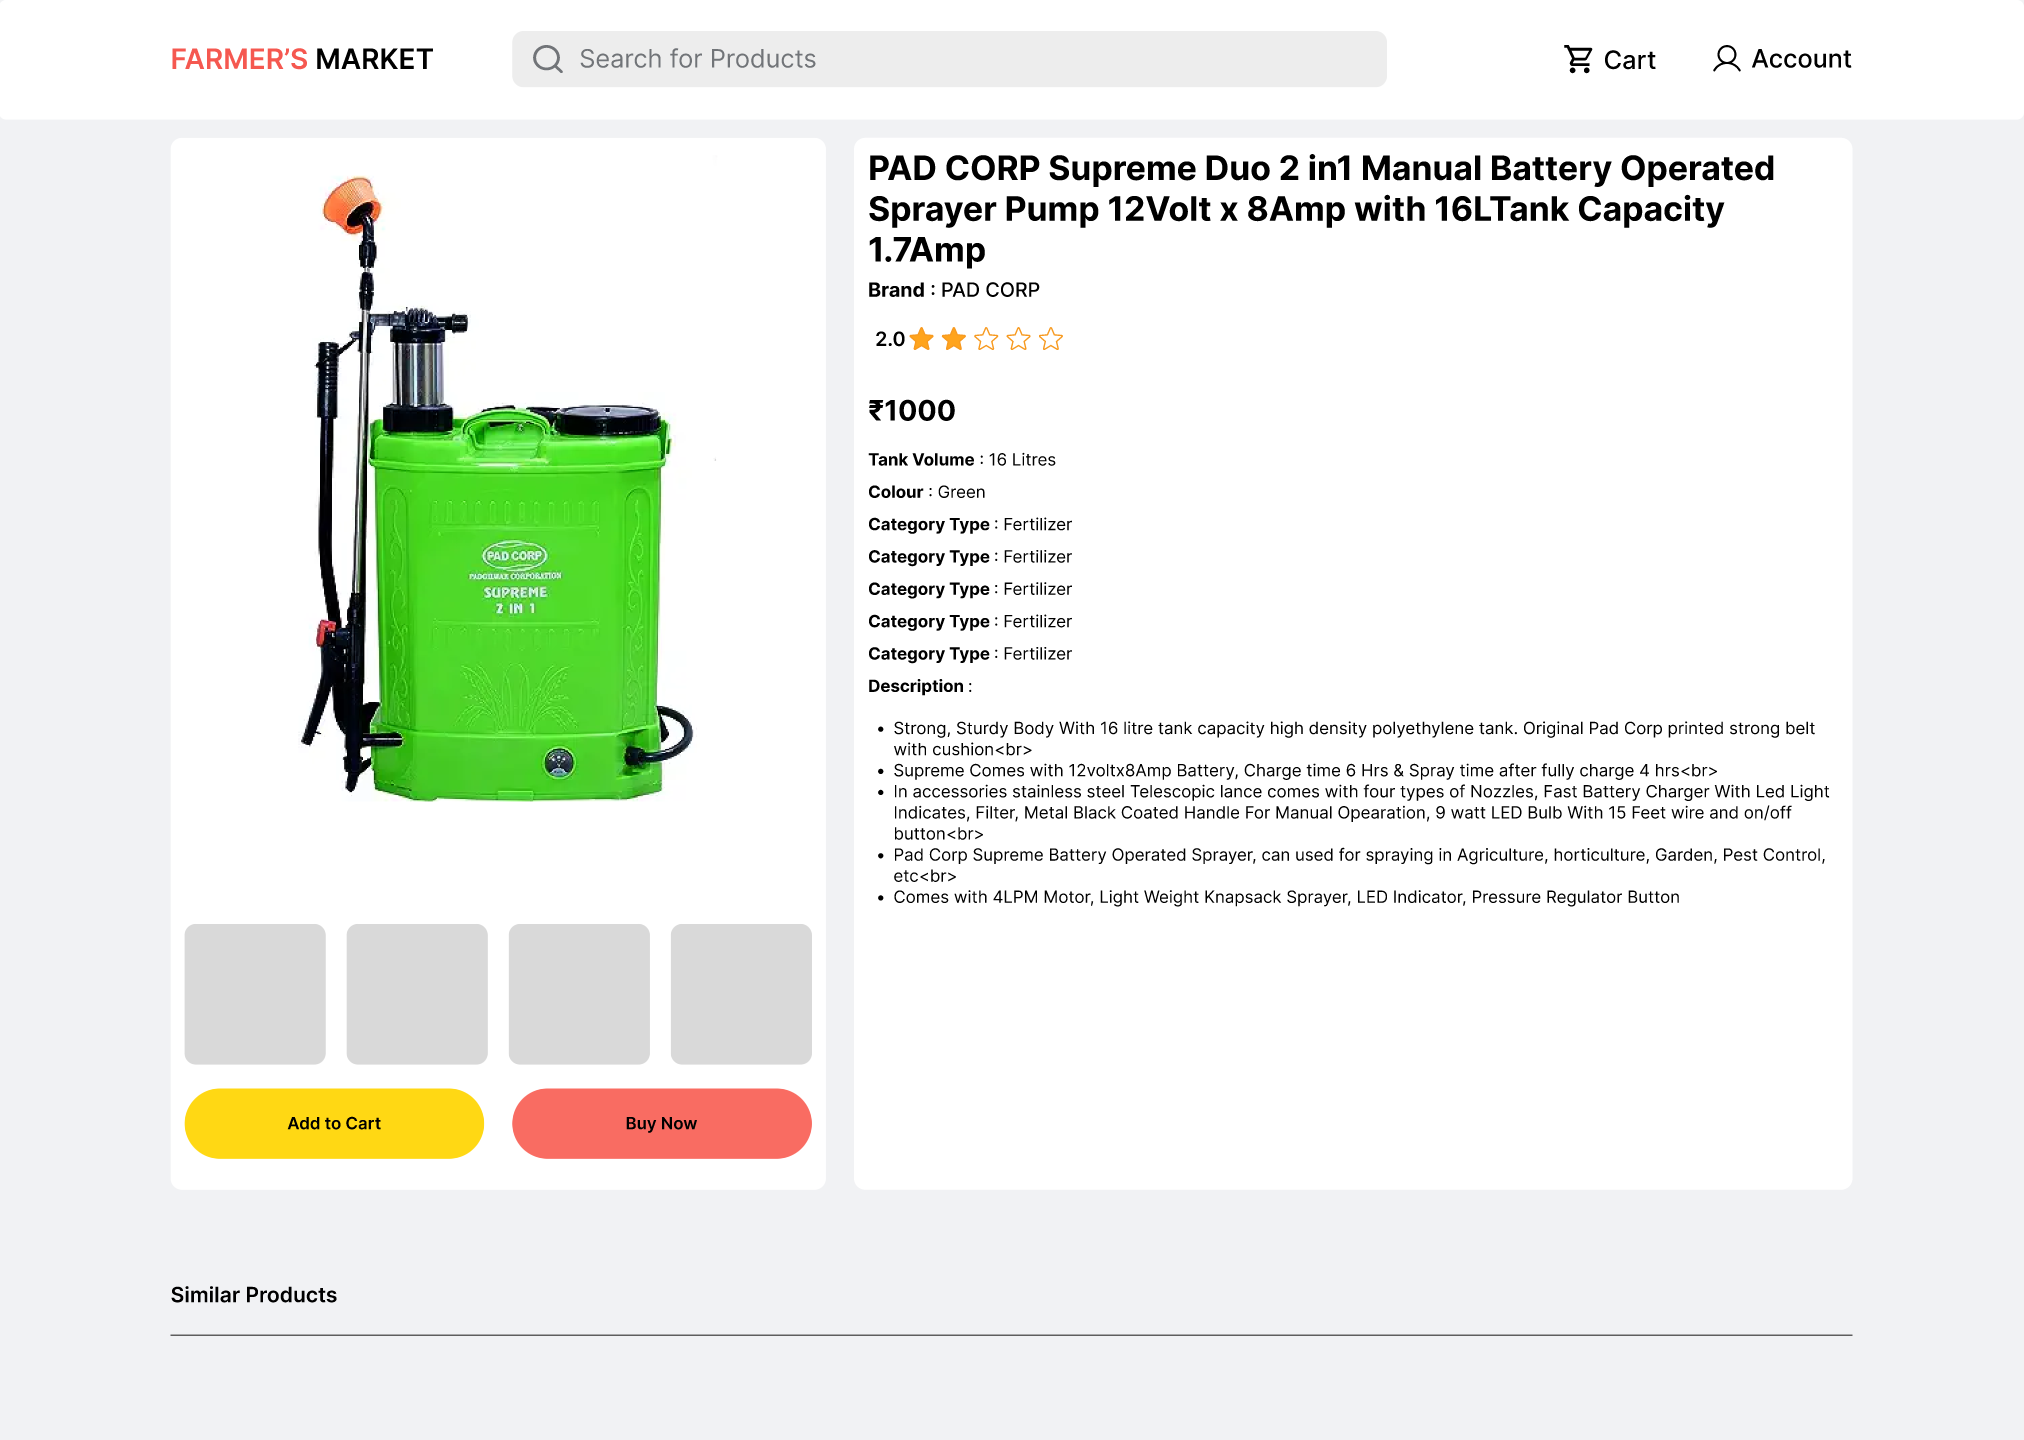 FARMER’S MARKET
Search for Products
Cart
Account
PAD CORP
PADGILWAR CORPORATION
SUPREME
2 IN 1
Add to Cart
Buy Now
PAD CORP Supreme Duo 2 in1 Manual Battery Operated
Sprayer Pump 12Volt x 8Amp with 16LTank Capacity
1.7Amp
Brand : PAD CORP
2.0
₹1000
Tank Volume : 16 Litres
Colour : Green
Category Type : Fertilizer
Category Type : Fertilizer
Category Type : Fertilizer
Category Type : Fertilizer
Category Type : Fertilizer
Description :
• Strong, Sturdy Body With 16 litre tank capacity high density polyethylene tank. Original Pad Corp printed strong belt
with cushion<br>
• Supreme Comes with 12voltx8Amp Battery, Charge time 6 Hrs & Spray time after fully charge 4 hrs<br>
• In accessories stainless steel Telescopic lance comes with four types of Nozzles, Fast Battery Charger With Led Light
Indicates, Filter, Metal Black Coated Handle For Manual Opearation, 9 watt LED Bulb With 15 Feet wire and on/off
button<br>
• Pad Corp Supreme Battery Operated Sprayer, can used for spraying in Agriculture, horticulture, Garden, Pest Control,
etc<br>
• Comes with 4LPM Motor, Light Weight Knapsack Sprayer, LED Indicator, Pressure Regulator Button
Similar Products